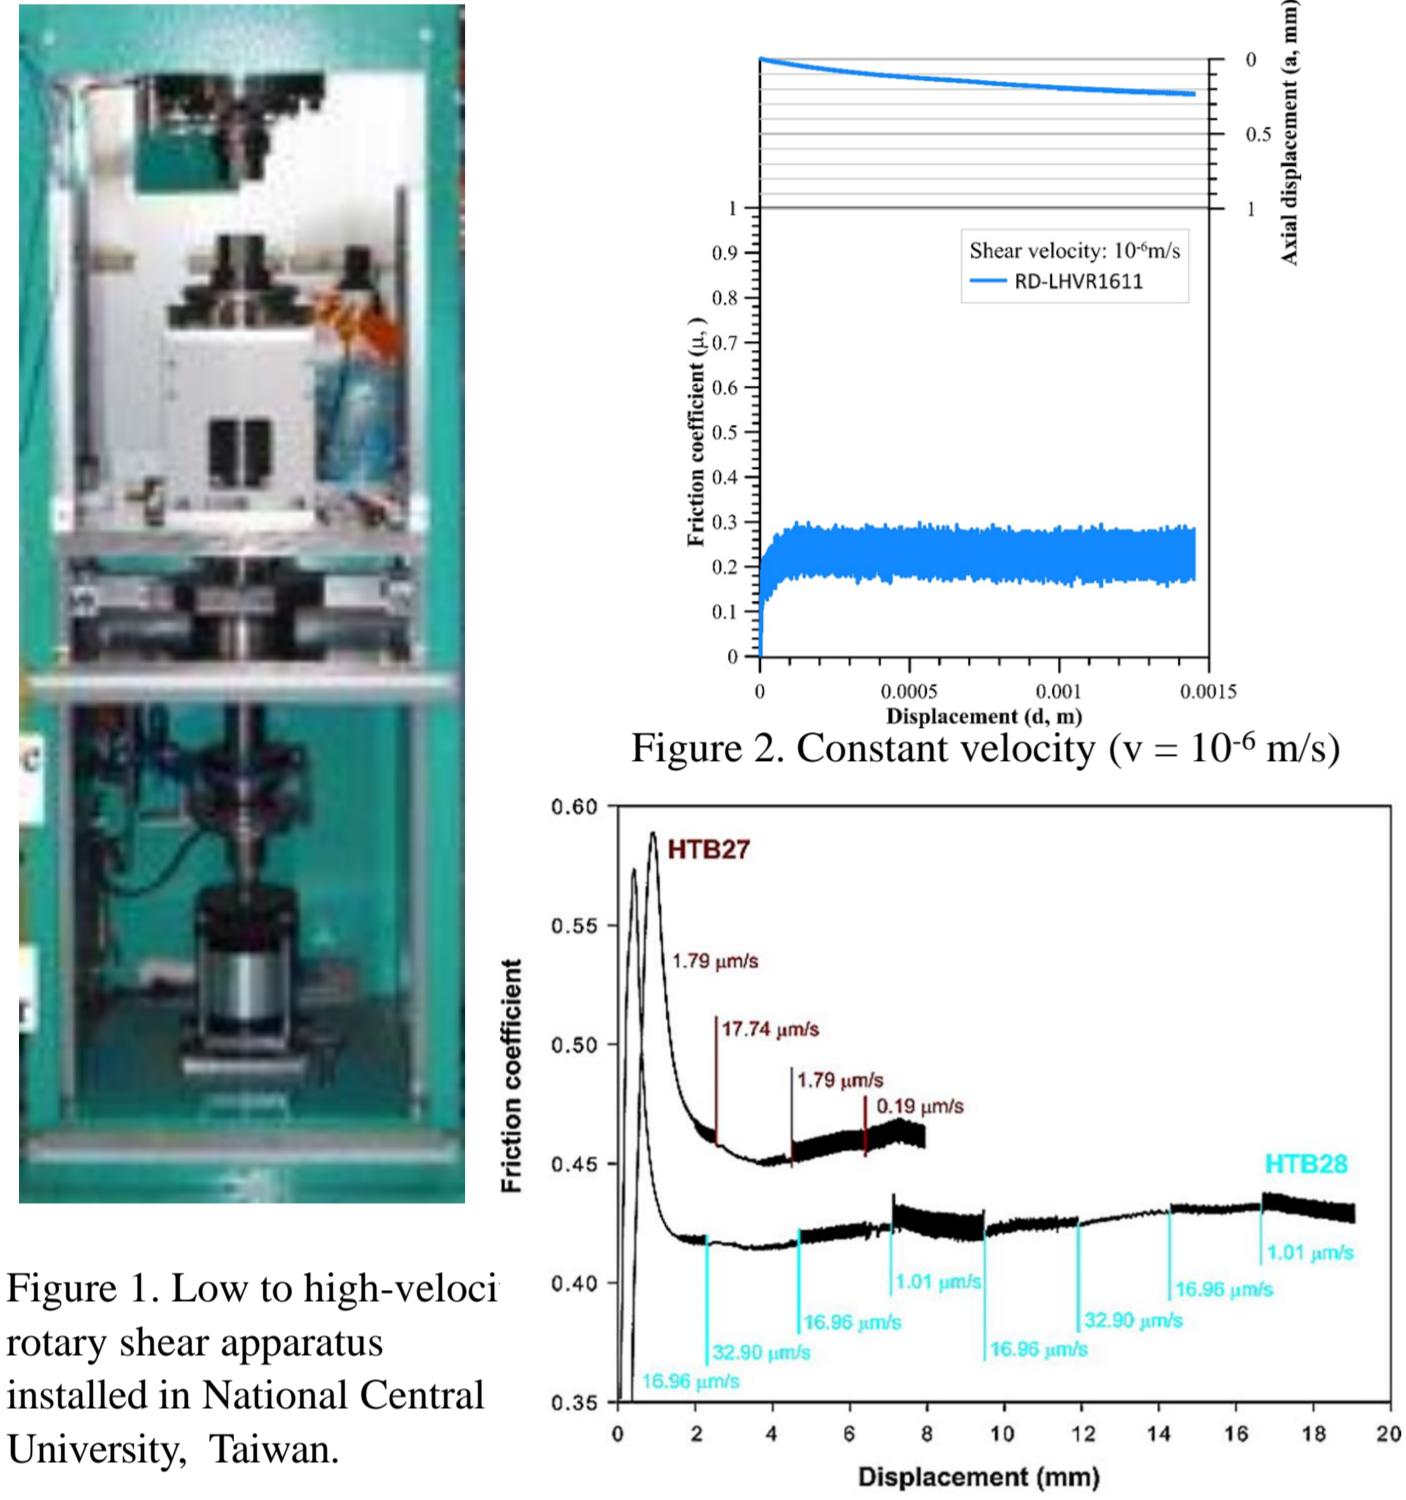 c
Figure 1. Low to high-veloci
rotary shear apparatus
installed in National Central
University, Taiwan.
0
0.5
1
Axial displacement (a, mm)
1
0.9
0.8
0.7
0.6
0.5
0.4
0.3
0.2
0.1
0
Friction coefficient (μ, )
Shear velocity: 10⁻⁶m/s
RD-LHVR1611
0
0.0005
0.001
0.0015
Displacement (d, m)
Figure 2. Constant velocity (v = 10⁻⁶ m/s)
0.60
0.55
0.50
0.45
0.40
0.35
Friction coefficient
HTB27
1.79 μm/s
17.74 μm/s
1.79 μm/s
0.19 μm/s
HTB28
16.96 μm/s
32.90 μm/s
16.96 μm/s
1.01 μm/s
16.96 μm/s
32.90 μm/s
16.96 μm/s
1.01 μm/s
0
2
4
6
8
10
12
14
16
18
20
Displacement (mm)